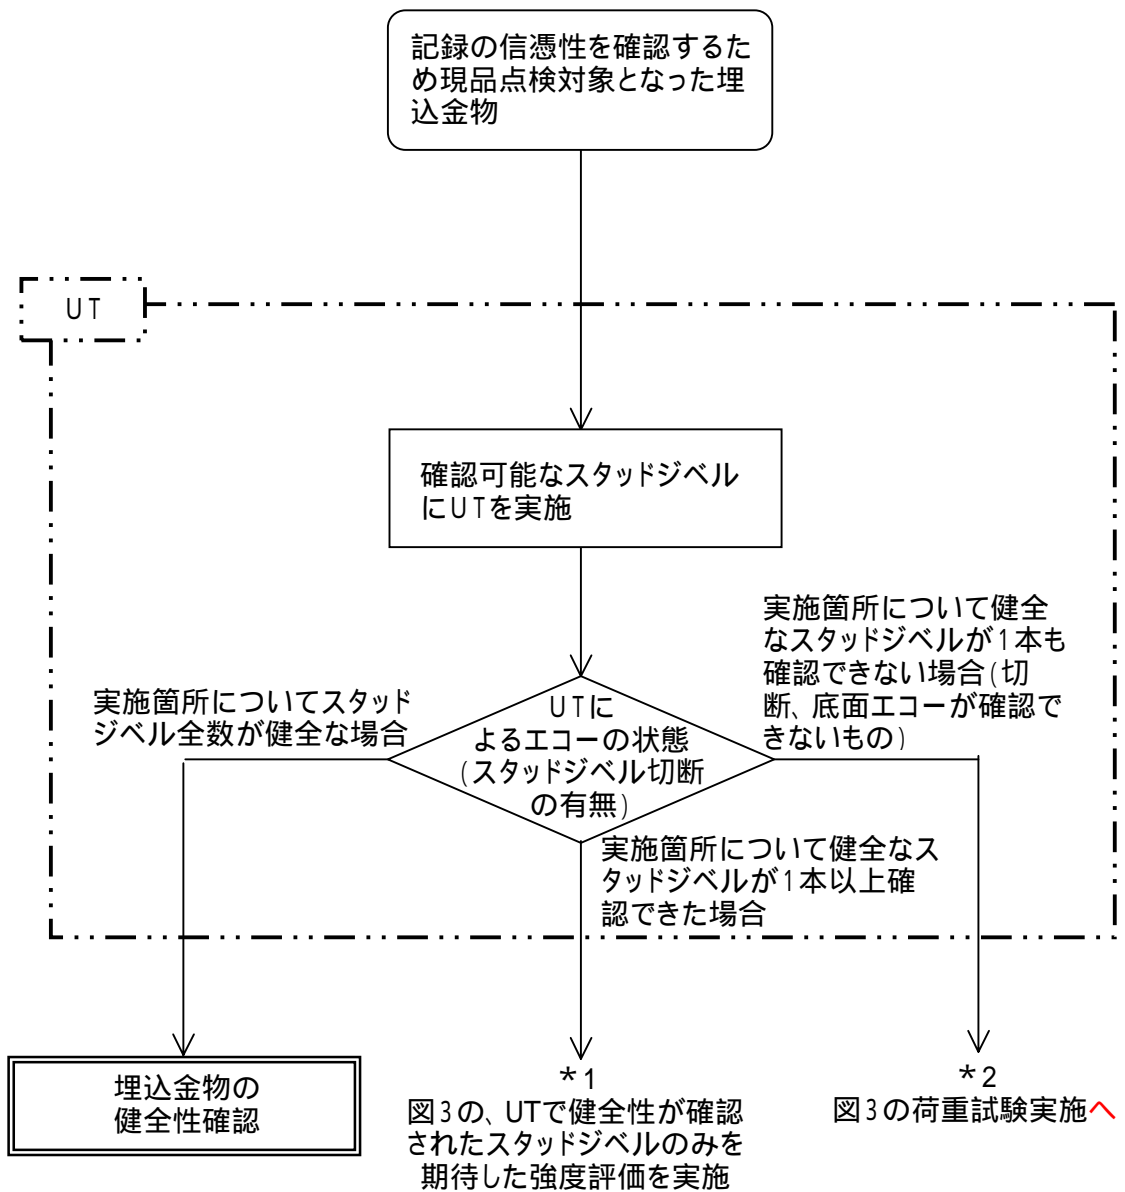 記録の信憑性を確認するた
め現品点検対象となった埋
込金物
UT
確認可能なスタッドジベル
にUTを実施
実施箇所について健全
なスタッドジベルが1本も
確認できない場合(切
断、底面エコーが確認で
きないもの)
実施箇所についてスタッド
ジベル全数が健全な場合
UTに
よるエコーの状態
(スタッドジベル切断
の有無)
実施箇所について健全なス
タッドジベルが1本以上確
認できた場合
埋込金物の
健全性確認
*1
図3の、UTで健全性が確認
されたスタッドジベルのみを
期待した強度評価を実施
*2
図3の荷重試験実施へ